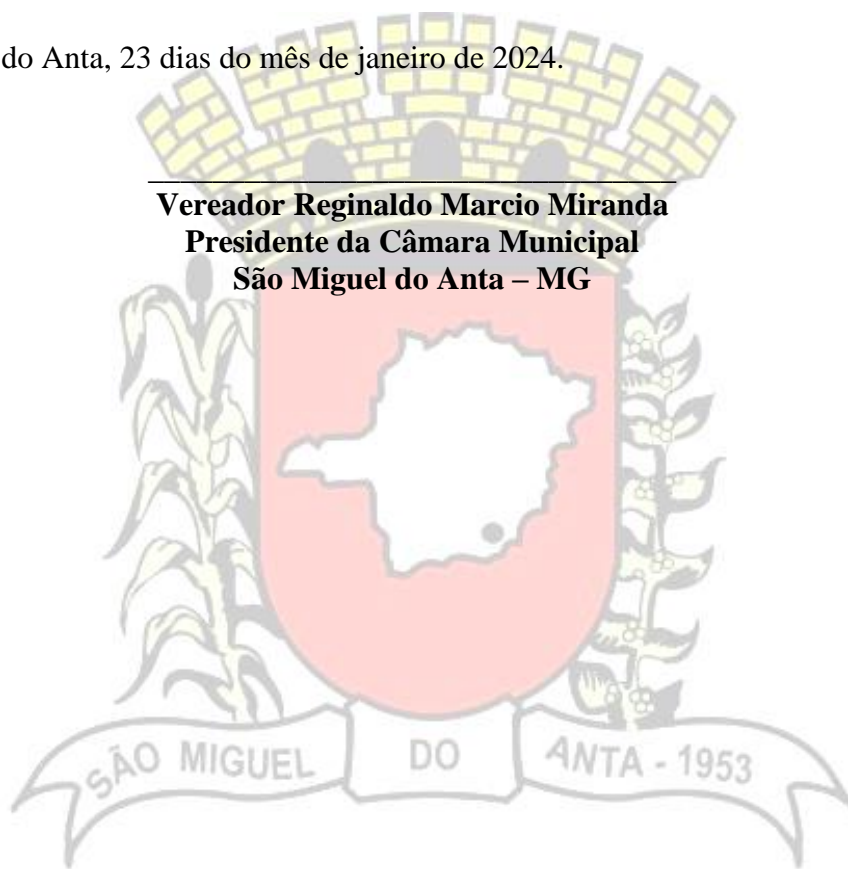 do Anta, 23 dias do mês de janeiro de 2024.
Vereador Reginaldo Marcio Miranda
Presidente da Câmara Municipal
São Miguel do Anta – MG
SÃO MIGUEL DO ANTA - 1953